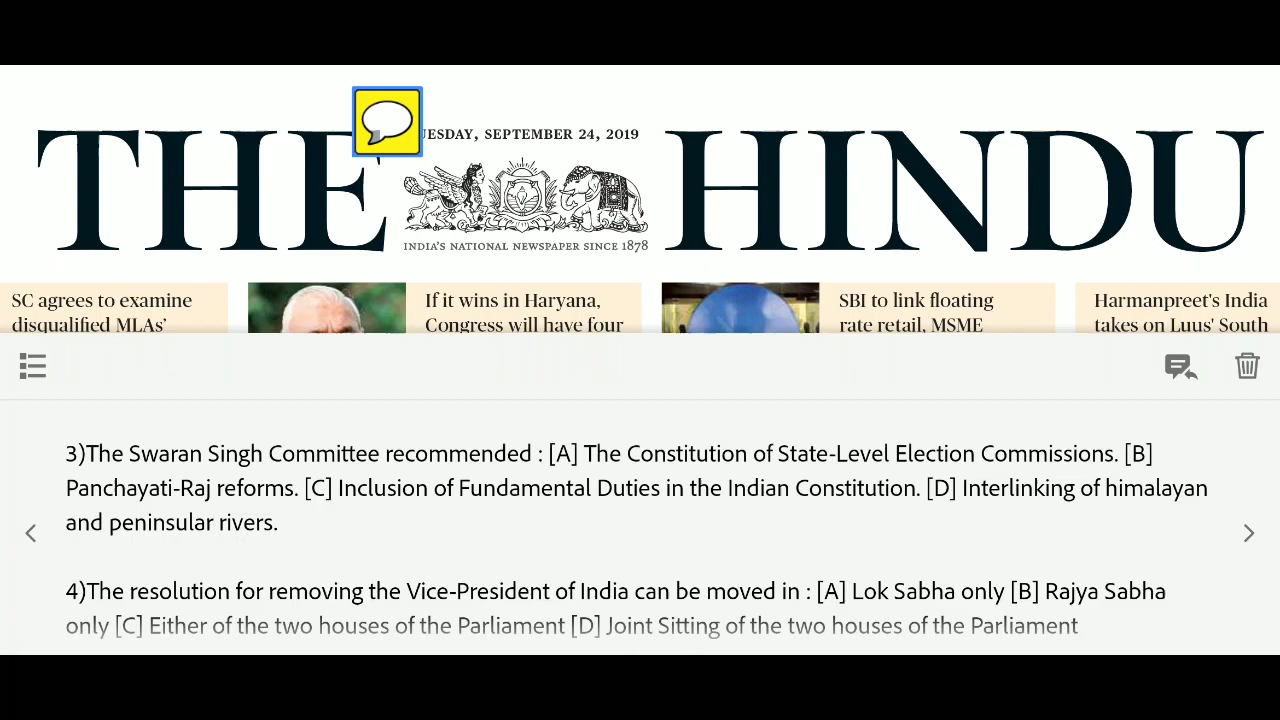 THE HINDU
UESDAY, SEPTEMBER 24, 2019
INDIA'S NATIONAL NEWSPAPER SINCE 1878
SC agrees to examine
disqualified MLAs'
If it wins in Haryana,
Congress will have four
SBI to link floating
rate retail, MSME
Harmanpreet's India
takes on Luus' South
3)The Swaran Singh Committee recommended : [A] The Constitution of State-Level Election Commissions. [B]
Panchayati-Raj reforms. [C] Inclusion of Fundamental Duties in the Indian Constitution. [D] Interlinking of himalayan
and peninsular rivers.
4)The resolution for removing the Vice-President of India can be moved in : [A] Lok Sabha only [B] Rajya Sabha
only [C] Either of the two houses of the Parliament [D] Joint Sitting of the two houses of the Parliament